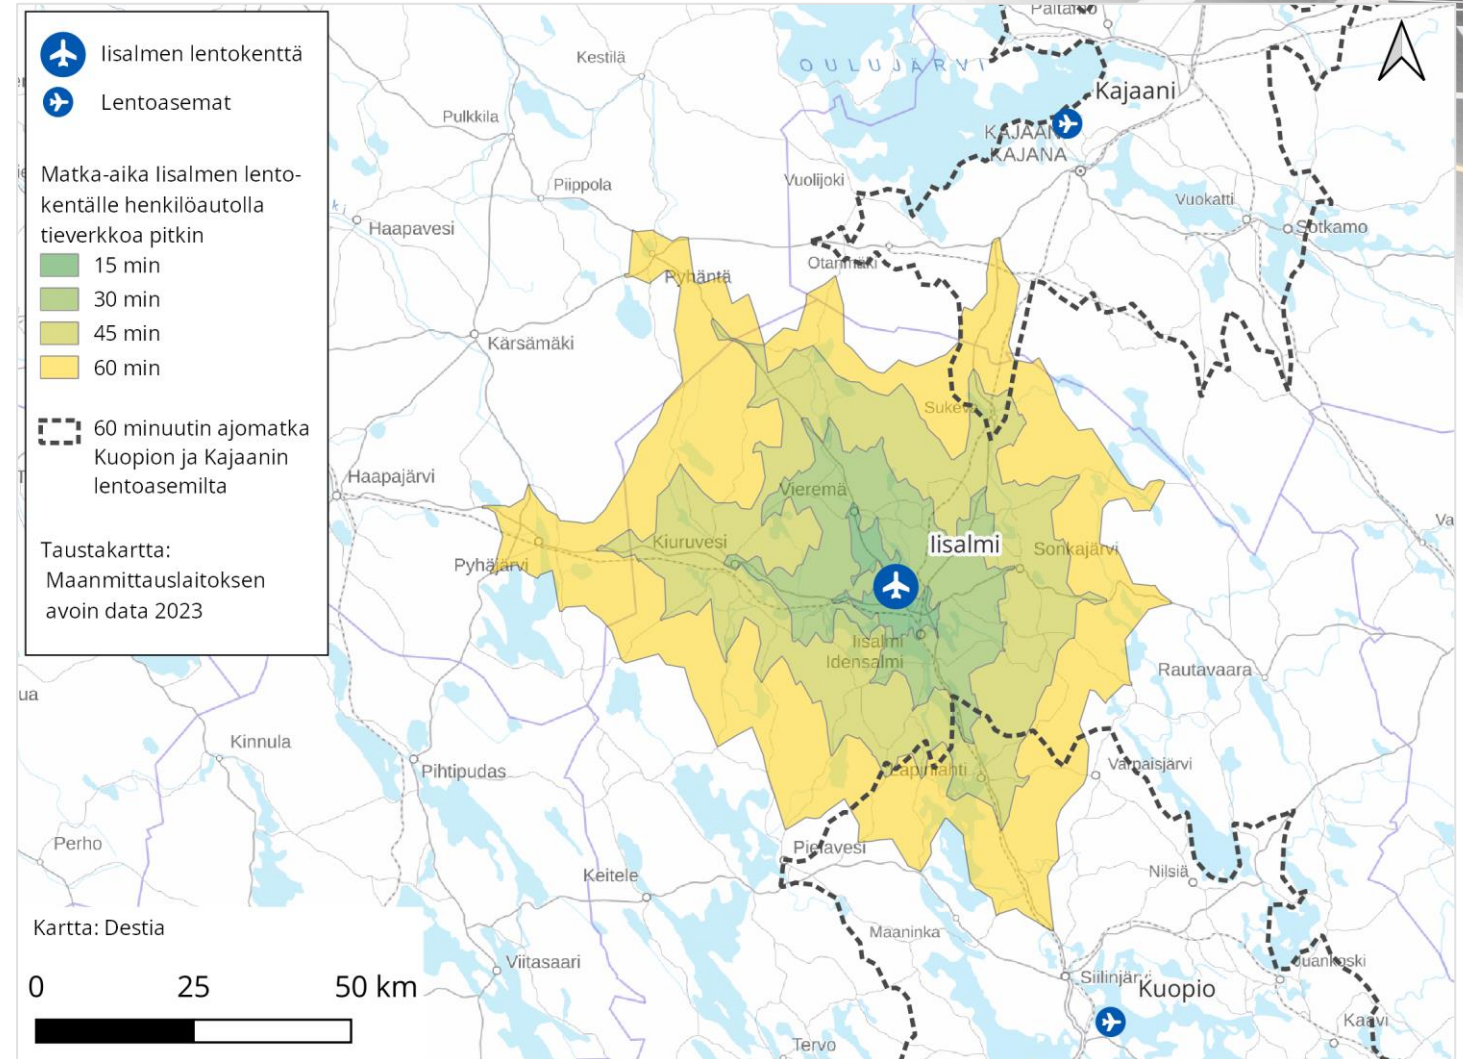 Iisalmen lentokenttä
Lentoasemat
Matka-aika Iisalmen lento-
kentälle henkilöautolla
tieverkkoa pitkin
15 min
30 min
45 min
60 min
60 minuutin ajomatka
Kuopion ja Kajaanin
lentoasemilta
Taustakartta:
Maanmittauslaitoksen
avoin data 2023
Kartta: Destia
0 25 50 km
Paltamo
Kestilä
OULUJÄRVI
Kajaani
Pulkkila
KAJAANI
KAJANA
Vuolijoki
Piippola
Vuokatti
Haapavesi
Sotkamo
Otanmäki
Pyhäntä
Kärsämäki
Sukeva
Haapajärvi
Vieremä
Kiuruvesi
Iisalmi
Sonkajärvi
Pyhäjärvi
Iisalmi
Idensalmi
Rautavaara
Kinnula
Pihtipudas
Lapinlahti
Varpaisjärvi
Perho
Pielavesi
Keitele
Nilsiä
Maaninka
Viitasaari
Siilinjärvi
Juankoski
Kuopio
Kaavi
Tervo